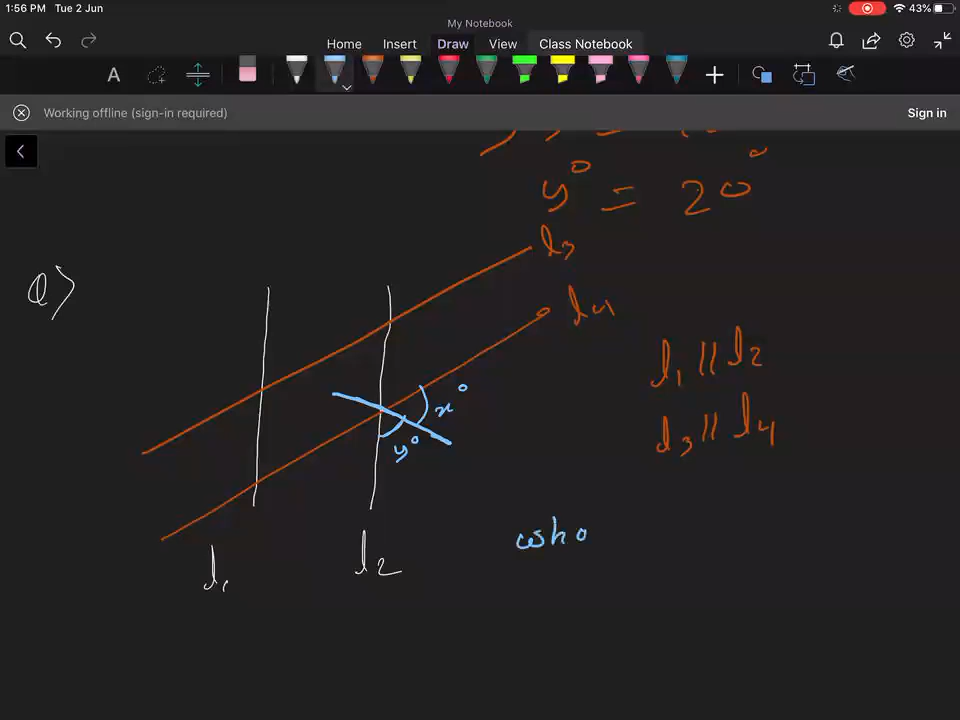 1:56 PM Tue 2 Jun
43%
My Notebook
Home Insert Draw View Class Notebook
A
Working offline (sign-in required) Sign in
y° = 20°
Q)
l3
l4
l1 || l2
l3 || l4
x°
y°
who
l1 l2